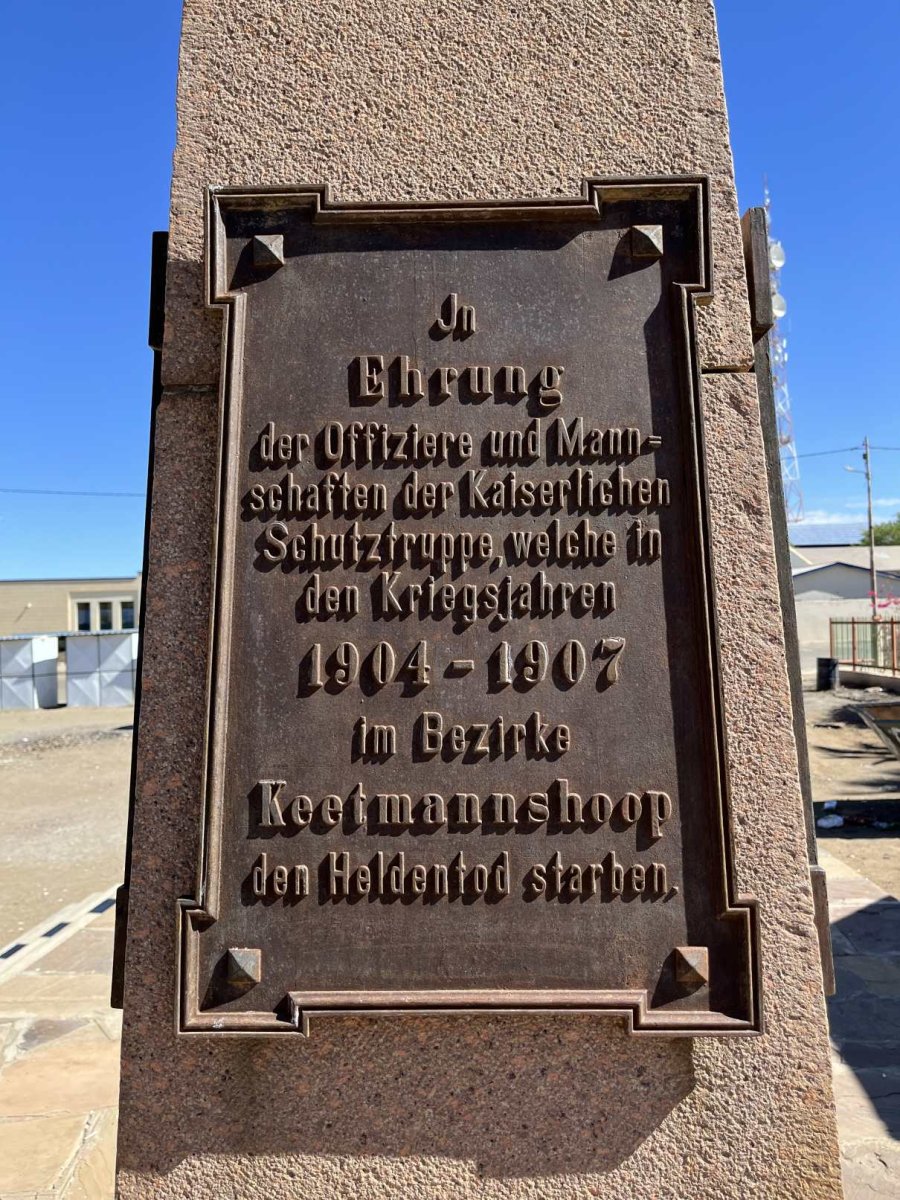 Jn
Ehrung
der Offiziere und Mann=
schaften der Kaiserlichen
Schutztruppe, welche in
den Kriegsjahren
1904 - 1907
im Bezirke
Keetmannshoop
den Heldentod starben.